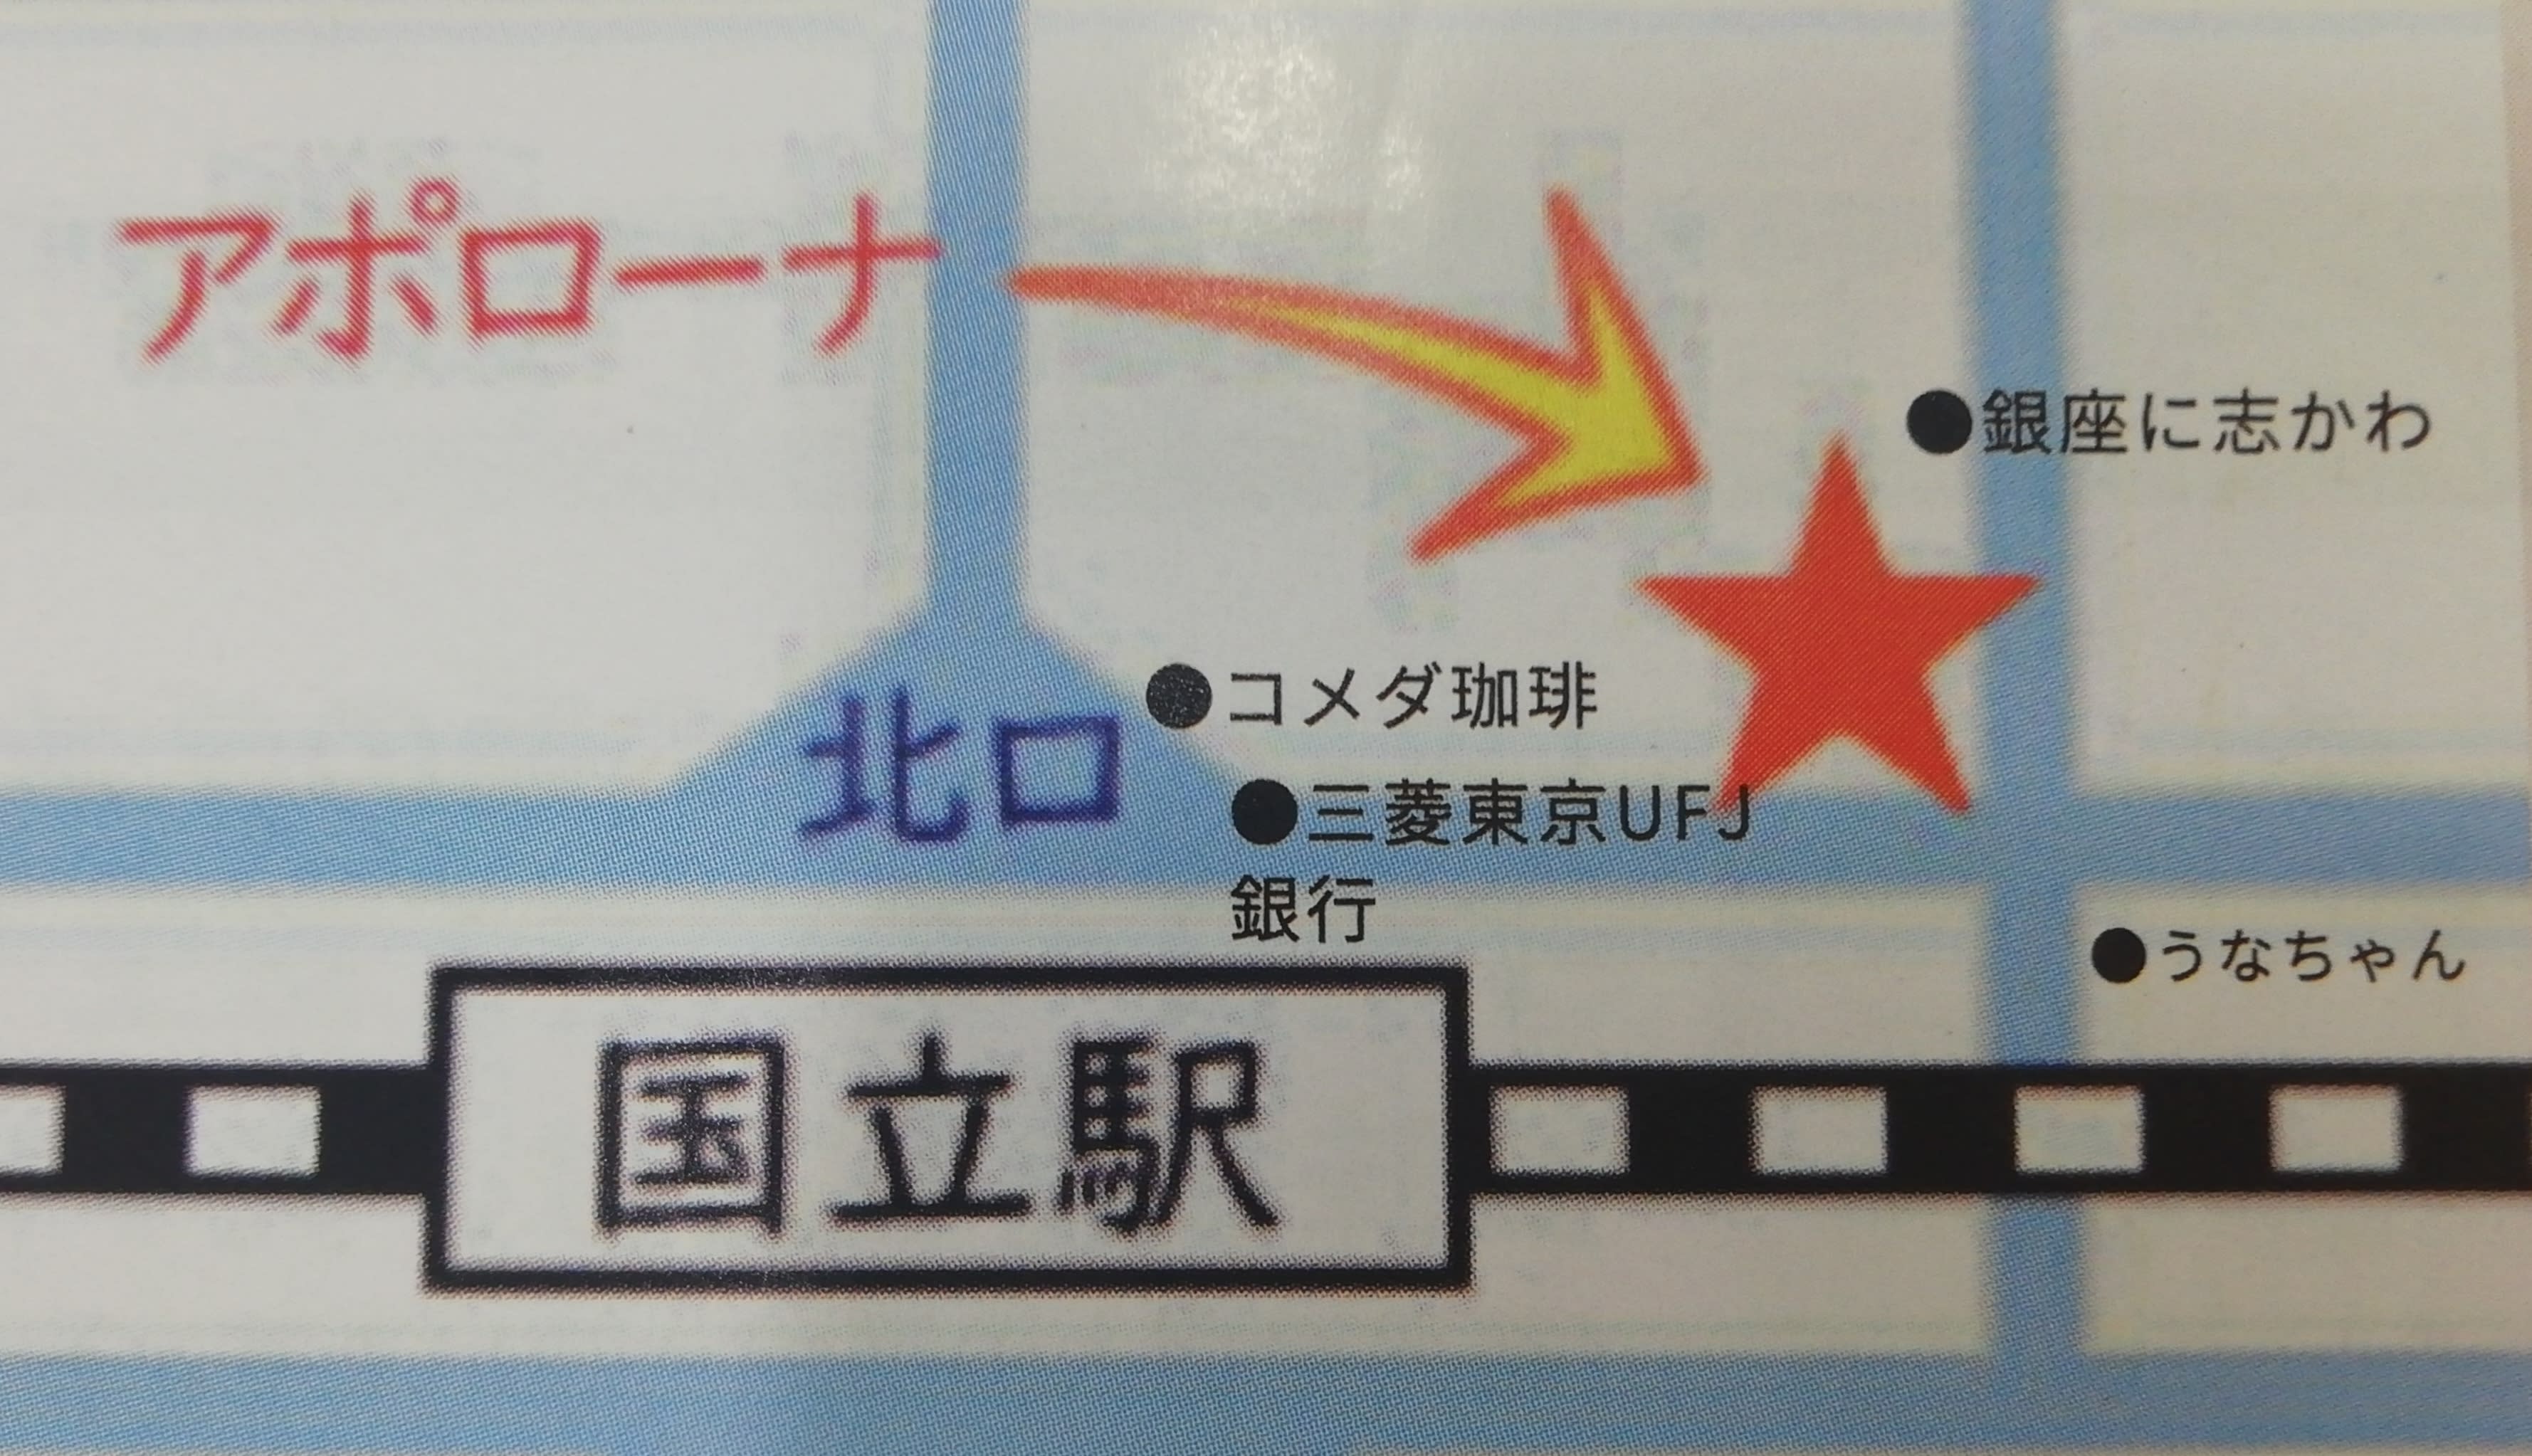 アポローナ
●銀座に志かわ
●コメダ珈琲
北口
●三菱東京UFJ
銀行
●うなちゃん
国立駅